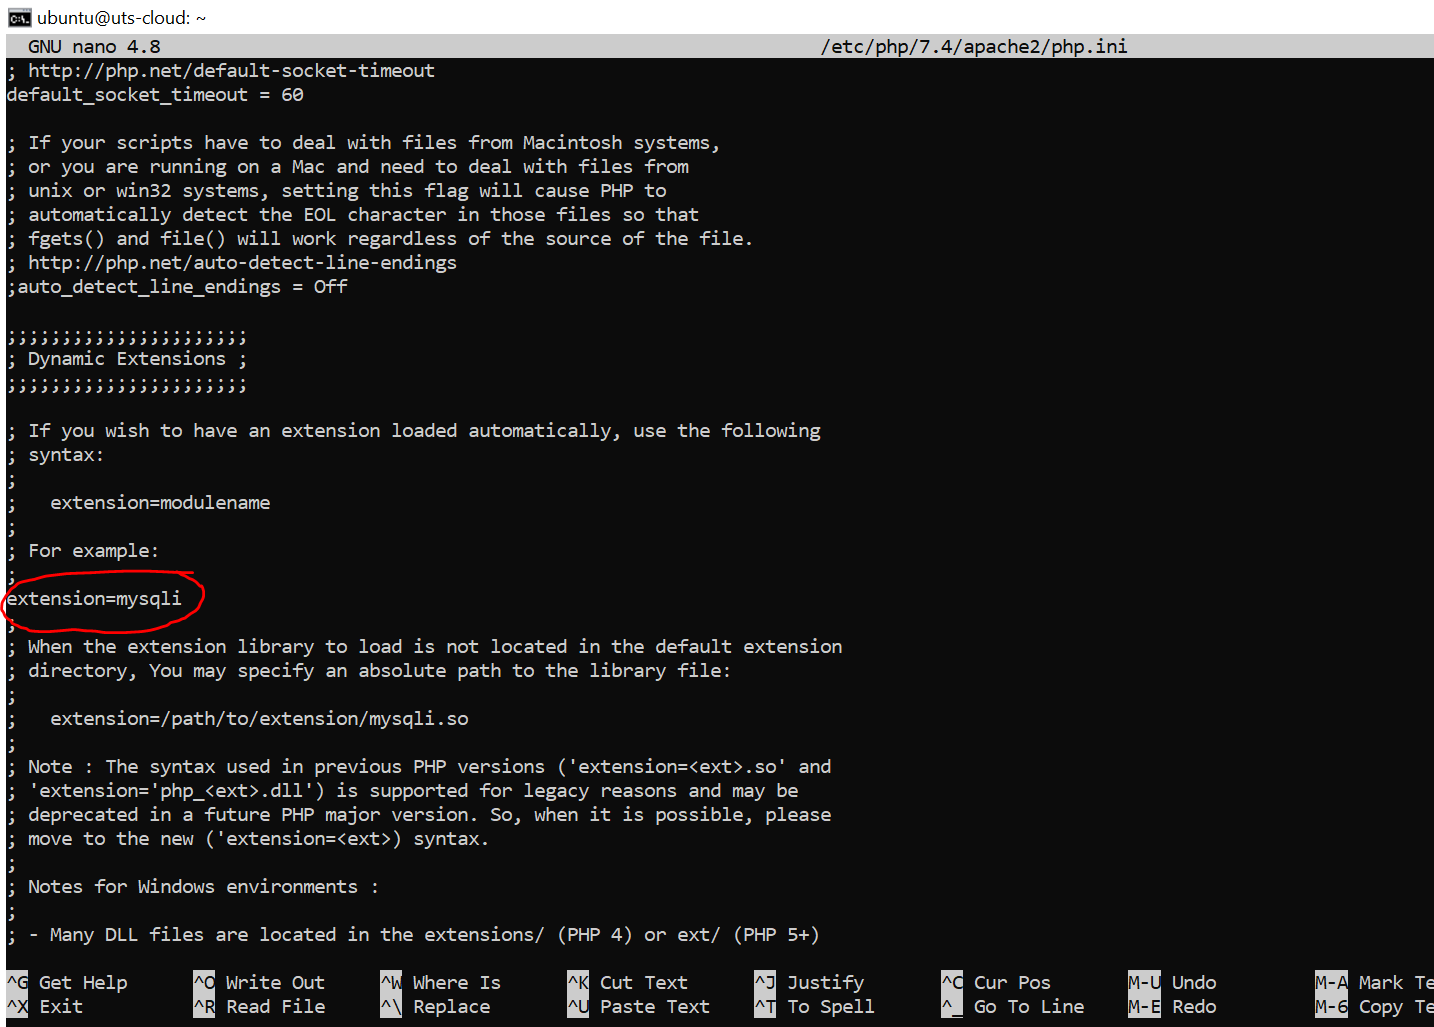 ubuntu@uts-cloud: ~
GNU nano 4.8 /etc/php/7.4/apache2/php.ini
; http://php.net/default-socket-timeout
default_socket_timeout = 60
; If your scripts have to deal with files from Macintosh systems,
; or you are running on a Mac and need to deal with files from
; unix or win32 systems, setting this flag will cause PHP to
; automatically detect the EOL character in those files so that
; fgets() and file() will work regardless of the source of the file.
; http://php.net/auto-detect-line-endings
;auto_detect_line_endings = Off
;;;;;;;;;;;;;;;;;;;;;;
; Dynamic Extensions ;
;;;;;;;;;;;;;;;;;;;;;;
; If you wish to have an extension loaded automatically, use the following
; syntax:
;
;   extension=modulename
;
; For example:
;
extension=mysqli
;
; When the extension library to load is not located in the default extension
; directory, You may specify an absolute path to the library file:
;
;   extension=/path/to/extension/mysqli.so
;
; Note : The syntax used in previous PHP versions ('extension=<ext>.so' and
; 'extension='php_<ext>.dll') is supported for legacy reasons and may be
; deprecated in a future PHP major version. So, when it is possible, please
; move to the new ('extension=<ext>) syntax.
;
; Notes for Windows environments :
;
; - Many DLL files are located in the extensions/ (PHP 4) or ext/ (PHP 5+)
^G Get Help ^O Write Out ^W Where Is ^K Cut Text ^J Justify ^C Cur Pos M-U Undo M-A Mark Te
^X Exit ^R Read File ^\ Replace ^U Paste Text ^T To Spell ^_ Go To Line M-E Redo M-6 Copy Te